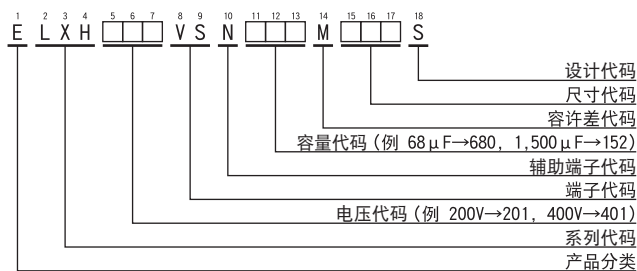 1 2 3 4 5 6 7 8 9 10 11 12 13 14 15 16 17 18
E L X H □□□ V S N □□□ M □□□ S
设计代码
尺寸代码
容许差代码
容量代码 (例 68μF→680, 1,500μF→152)
辅助端子代码
端子代码
电压代码 (例 200V→201, 400V→401)
系列代码
产品分类